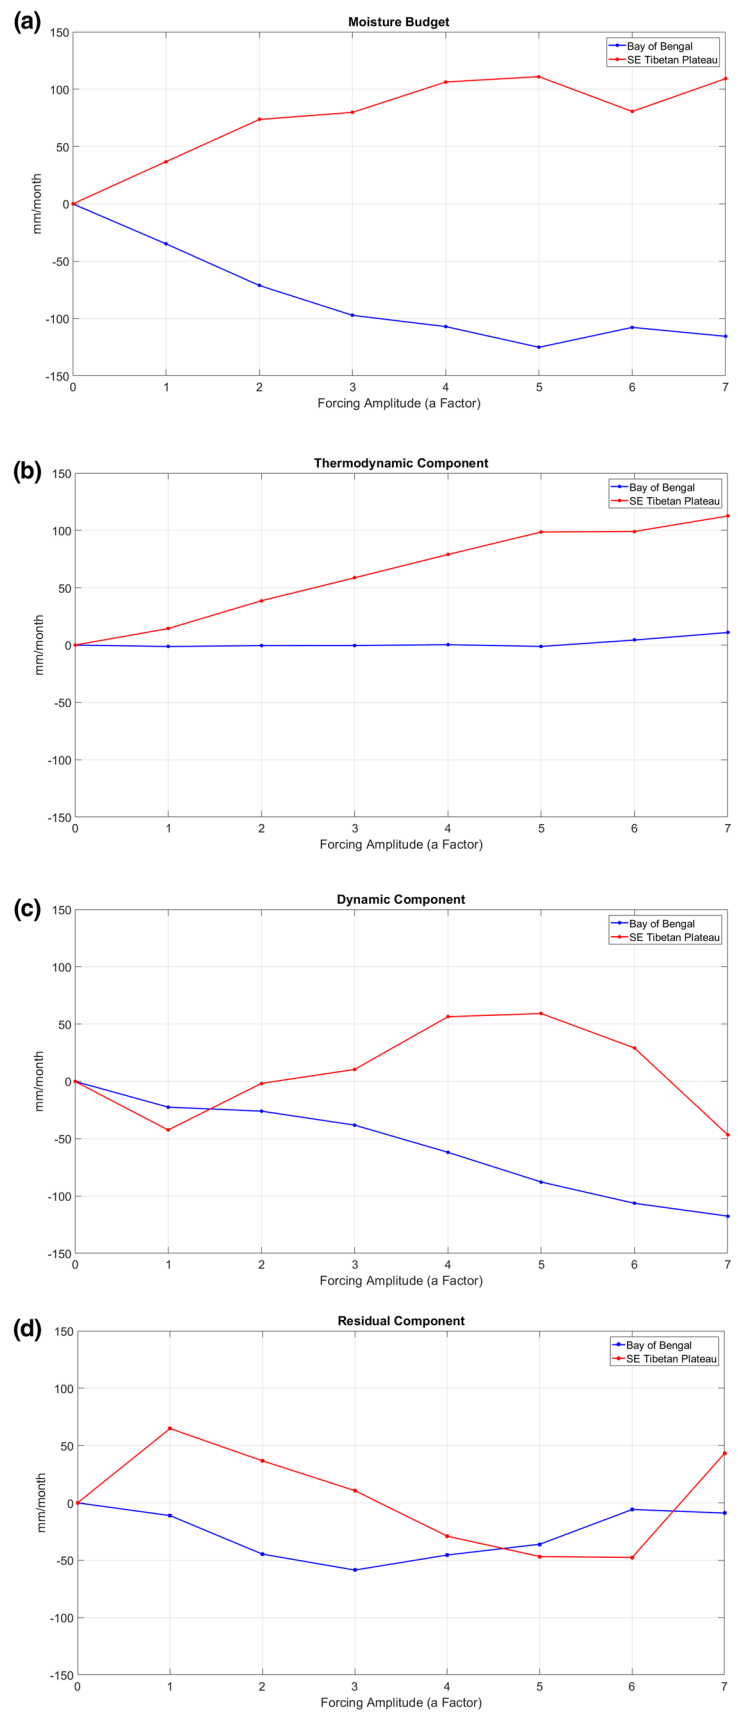 (a)
Moisture Budget
150
100
50
0
-50
-100
-150
mm/month
Bay of Bengal
SE Tibetan Plateau
0 1 2 3 4 5 6 7
Forcing Amplitude (a Factor)
(b)
Thermodynamic Component
150
100
50
0
-50
-100
-150
mm/month
Bay of Bengal
SE Tibetan Plateau
0 1 2 3 4 5 6 7
Forcing Amplitude (a Factor)
(c)
Dynamic Component
150
100
50
0
-50
-100
-150
mm/month
Bay of Bengal
SE Tibetan Plateau
0 1 2 3 4 5 6 7
Forcing Amplitude (a Factor)
(d)
Residual Component
150
100
50
0
-50
-100
-150
mm/month
Bay of Bengal
SE Tibetan Plateau
0 1 2 3 4 5 6 7
Forcing Amplitude (a Factor)